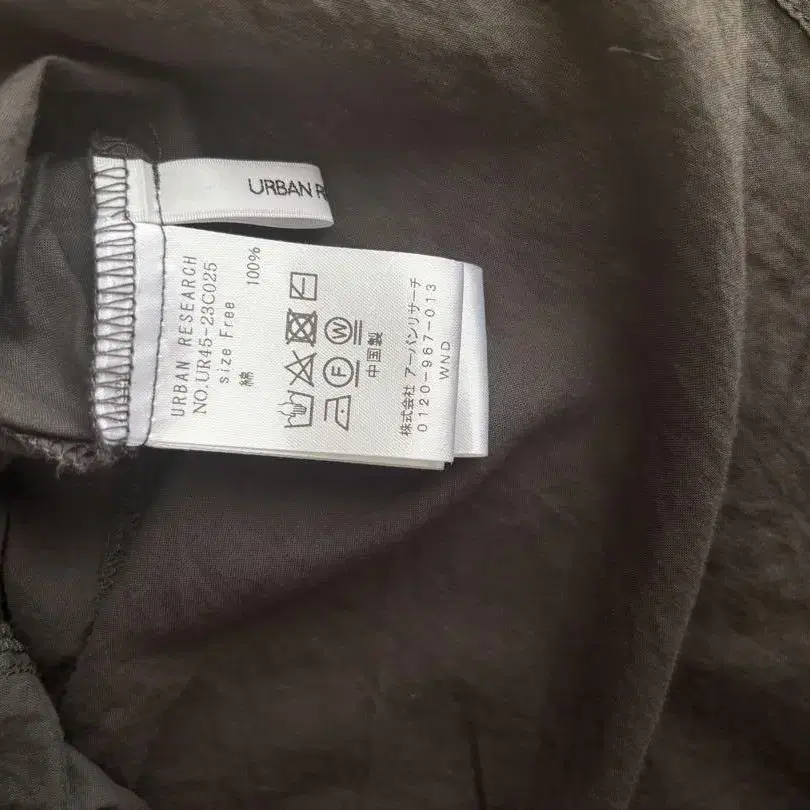 URBAN R
URBAN RESEARCH
NO.UR45-23C025
size Free
綿 100%
W
F
中国製
株式会社 アーバンリサーチ
0120-967-013
WND